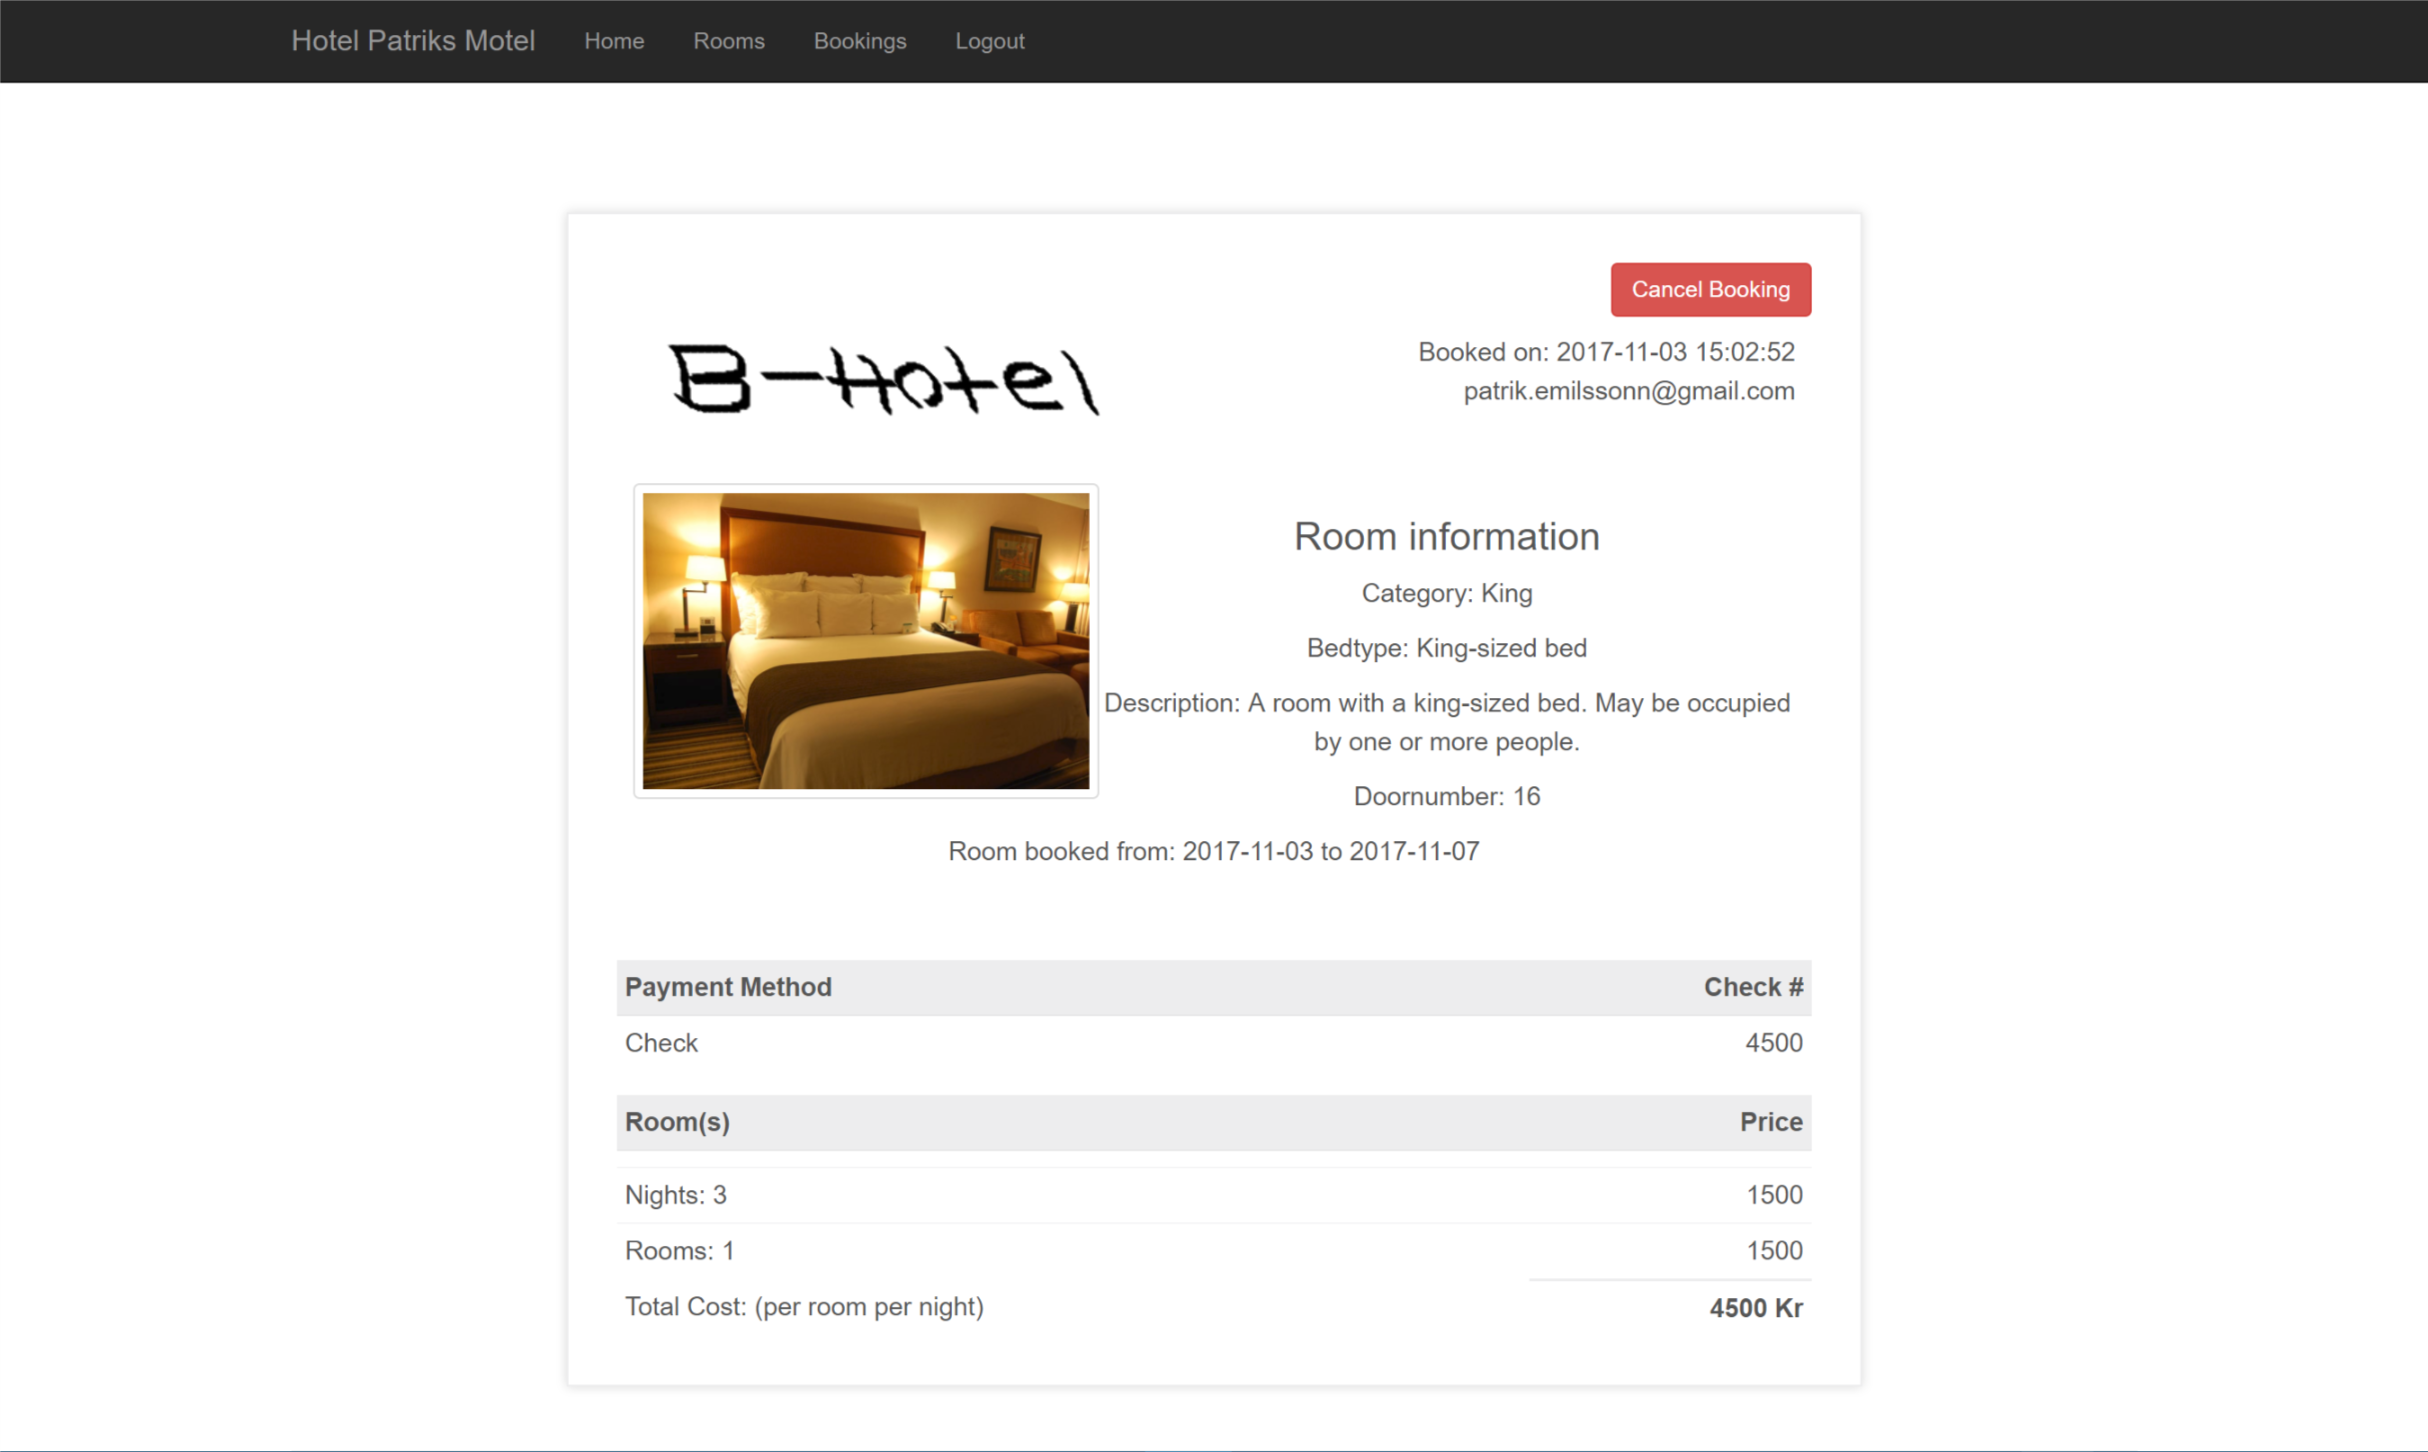 Hotel Patriks Motel Home Rooms Bookings Logout
Cancel Booking
B-Hotel
Booked on: 2017-11-03 15:02:52
patrik.emilssonn@gmail.com
Room information
Category: King
Bedtype: King-sized bed
Description: A room with a king-sized bed. May be occupied
by one or more people.
Doornumber: 16
Room booked from: 2017-11-03 to 2017-11-07
Payment Method Check #
Check 4500
Room(s) Price
Nights: 3 1500
Rooms: 1 1500
Total Cost: (per room per night) 4500 Kr